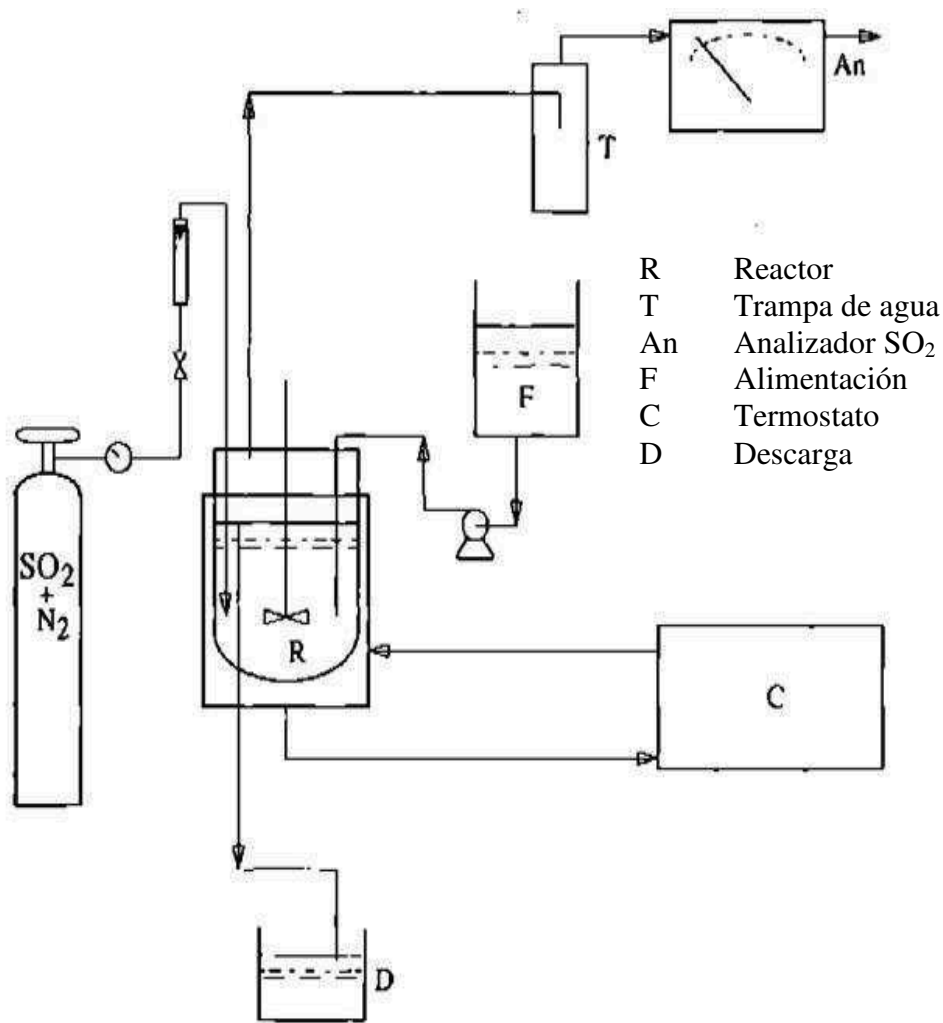 An
T
R Reactor
T Trampa de agua
An Analizador SO₂
F Alimentación
C Termostato
D Descarga
F
SO₂
+
N₂
R
C
D